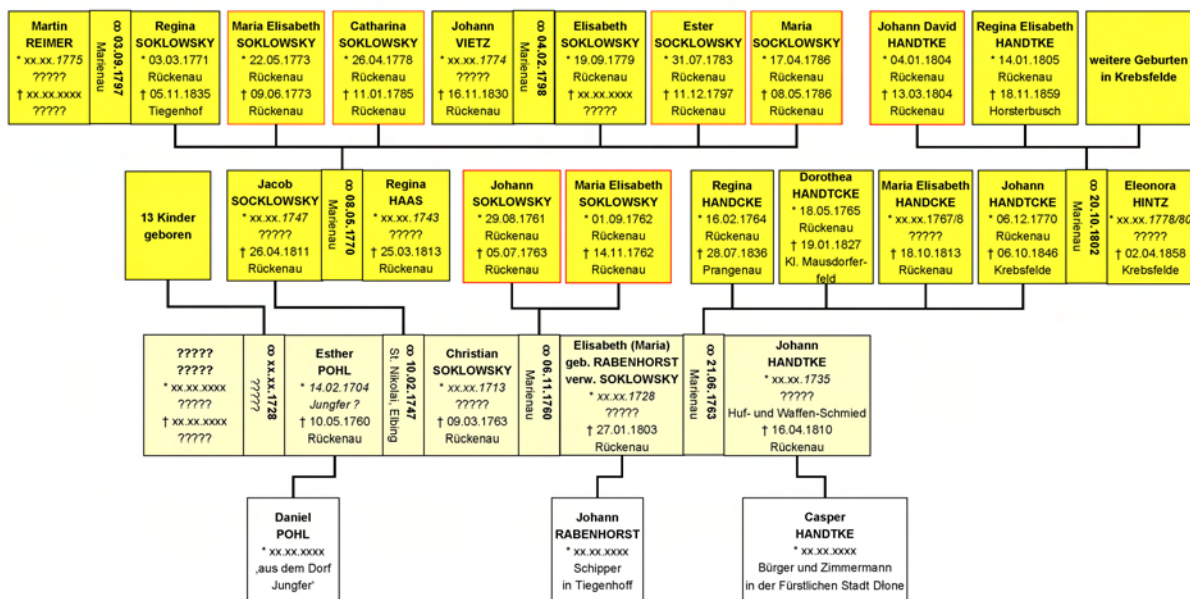 Martin
REIMER
* xx.xx.1775
?????
† xx.xx.xxxx
?????
∞ 03.09.1797
Marienau
Regina
SOKLOWSKY
* 03.03.1771
Rückenau
† 05.11.1835
Tiegenhof
Maria Elisabeth
SOKLOWSKY
* 22.05.1773
Rückenau
† 09.06.1773
Rückenau
Catharina
SOKLOWSKY
* 26.04.1778
Rückenau
† 11.01.1785
Rückenau
Johann
VIETZ
* xx.xx.1774
?????
† 16.11.1830
Rückenau
∞ 04.02.1798
Marienau
Elisabeth
SOKLOWSKY
* 19.09.1779
Rückenau
† xx.xx.xxxx
?????
Ester
SOCKLOWSKY
* 31.07.1783
Rückenau
† 11.12.1797
Rückenau
Maria
SOCKLOWSKY
* 17.04.1786
Rückenau
† 08.05.1786
Rückenau
Johann David
HANDTKE
* 04.01.1804
Rückenau
† 13.03.1804
Rückenau
Regina Elisabeth
HANDTKE
* 14.01.1805
Rückenau
† 18.11.1859
Horsterbusch
weitere Geburten
in Krebsfelde
13 Kinder
geboren
Jacob
SOCKLOWSKY
* xx.xx.1747
?????
† 26.04.1811
Rückenau
∞ 08.05.1770
Marienau
Regina
HAAS
* xx.xx.1743
?????
† 25.03.1813
Rückenau
Johann
SOKLOWSKY
* 29.08.1761
Rückenau
† 05.07.1763
Rückenau
Maria Elisabeth
SOKLOWSKY
* 01.09.1762
Rückenau
† 14.11.1762
Rückenau
Regina
HANDCKE
* 16.02.1764
Rückenau
† 28.07.1836
Prangenau
Dorothea
HANDTCKE
* 18.05.1765
Rückenau
† 19.01.1827
Kl. Mausdorfer-
feld
Maria Elisabeth
HANDCKE
* xx.xx.1767/8
?????
† 18.10.1813
Rückenau
Johann
HANDTCKE
* 06.12.1770
Rückenau
† 06.10.1846
Krebsfelde
∞ 20.10.1802
Marienau
Eleonora
HINTZ
* xx.xx.1778/80
?????
† 02.04.1858
Krebsfelde
?????
?????
* xx.xx.xxxx
?????
† xx.xx.xxxx
?????
∞ xx.xx.1728
?????
Esther
POHL
* 14.02.1704
Jungfer ?
† 10.05.1760
Rückenau
∞ 10.02.1747
St. Nikolai, Elbing
Christian
SOKLOWSKY
* xx.xx.1713
?????
† 09.03.1763
Rückenau
∞ 06.11.1760
Marienau
Elisabeth (Maria)
geb. RABENHORST
verw. SOKLOWSKY
* xx.xx.1728
?????
† 27.01.1803
Rückenau
∞ 21.06.1763
Marienau
Johann
HANDTKE
* xx.xx.1735
?????
Huf- und Waffen-Schmied
† 16.04.1810
Rückenau
Daniel
POHL
* xx.xx.xxxx
‚aus dem Dorf
Jungfer‘
Johann
RABENHORST
* xx.xx.xxxx
Schipper
in Tiegenhoff
Casper
HANDTKE
* xx.xx.xxxx
Bürger und Zimmermann
in der Fürstlichen Stadt Dłone